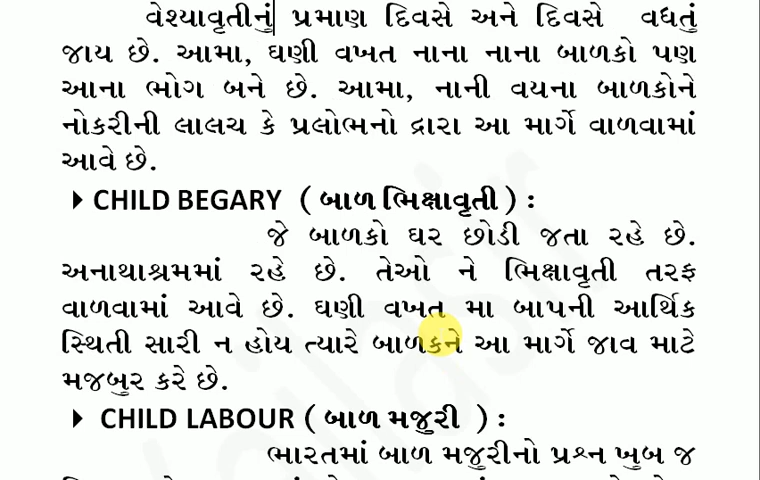 વેશ્યાવૃતીનું પ્રમાણ દિવસે અને દિવસે વધતું
જાય છે. આમા, ઘણી વખત નાના નાના બાળકો પણ
આના ભોગ બને છે. આમા, નાની વયના બાળકોને
નોકરીની લાલચ કે પ્રલોભનો દ્રારા આ માર્ગે વાળવામાં
આવે છે.
CHILD BEGARY ( બાળ ભિક્ષાવૃતી ) :
જે બાળકો ઘર છોડી જતા રહે છે.
અનાથાશ્રમમાં રહે છે. તેઓ ને ભિક્ષાવૃતી તરફ
વાળવામાં આવે છે. ઘણી વખત મા બાપની આર્થિક
સ્થિતી સારી ન હોય ત્યારે બાળકને આ માર્ગે જાવ માટે
મજબુર કરે છે.
CHILD LABOUR ( બાળ મજુરી ) :
ભારતમાં બાળ મજુરીનો પ્રશ્ન ખુબ જ